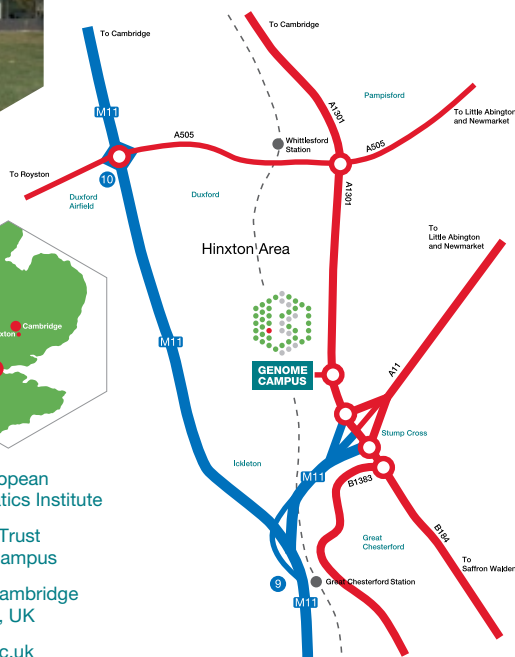 To Cambridge
To Cambridge
M11
A1301
Pampisford
To Little Abington
and Newmarket
A505
Whittlesford
Station
A505
To Royston
10
A1301
Duxford
Airfield
Duxford
To
Little Abington
and Newmarket
Hinxton Area
Cambridge
xton
M11
GENOME
CAMPUS
A11
Stump Cross
Ickleton
M11
B1383
opean
tics Institute
Trust
ampus
Great
Chesterford
B184
To
Saffron Walden
9
Great Chesterford Station
ambridge
, UK
M11
c.uk